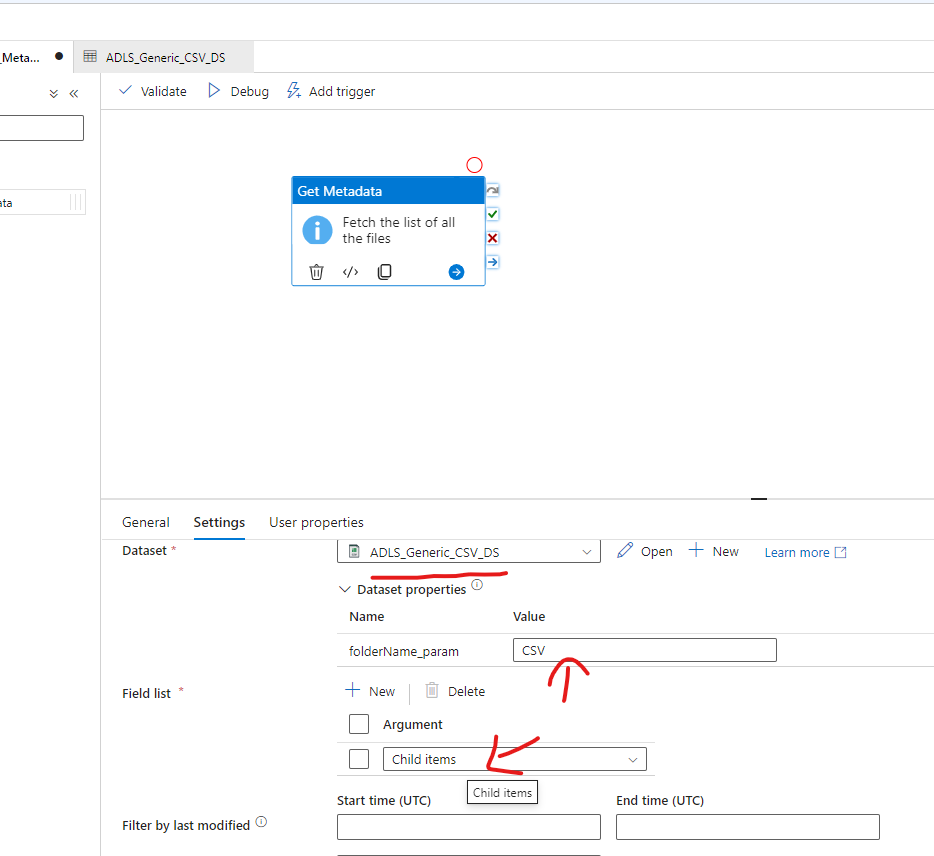 _Meta...
ADLS_Generic_CSV_DS
Validate Debug Add trigger
ata
Get Metadata
Fetch the list of all
the files
General Settings User properties
Dataset *
ADLS_Generic_CSV_DS
Open New Learn more
Dataset properties
Name Value
folderName_param CSV
Field list *
New Delete
Argument
Child items
Child items
Start time (UTC) End time (UTC)
Filter by last modified